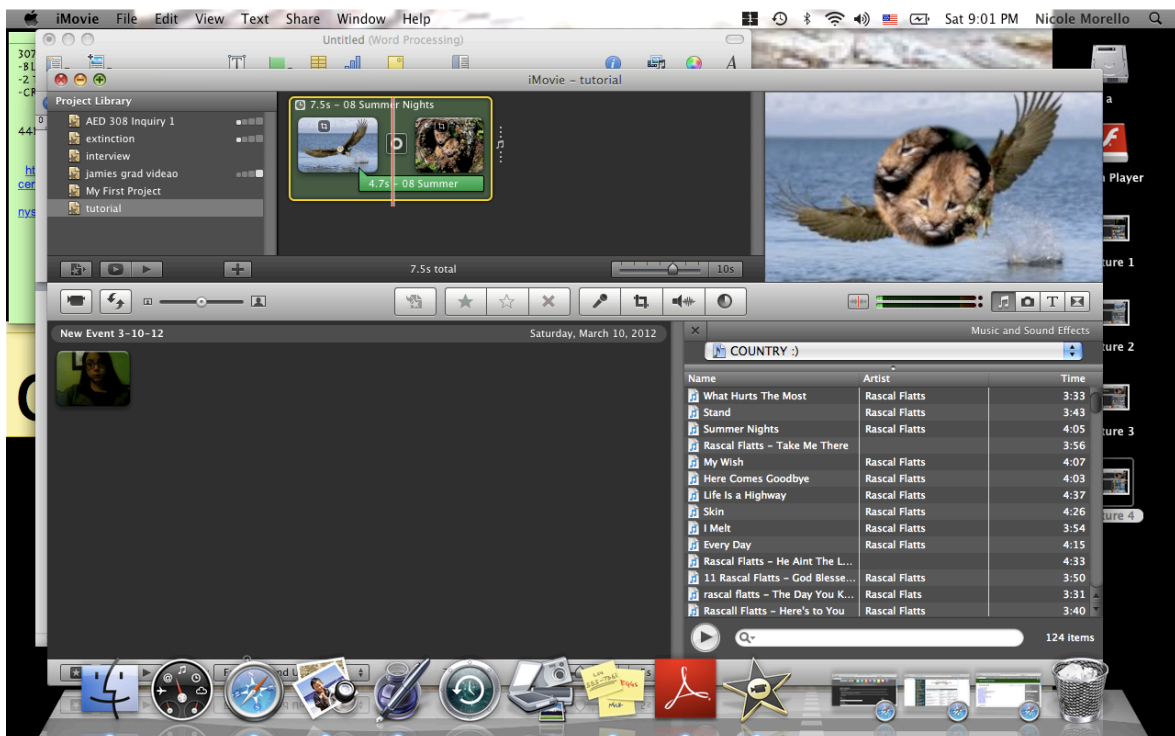 iMovie File Edit View Text Share Window Help Sat 9:01 PM Nicole Morello
Untitled (Word Processing)
307
-BL
-2 T
-CR
iMovie – tutorial
Project Library
AED 308 Inquiry 1
extinction
interview
jamies grad videao
My First Project
tutorial
7.5s – 08 Summer Nights
4.7s – 08 Summer
7.5s total
10s
a
Player
ture 1
ture 2
ture 3
ture 4
44
ht
cer
nys
New Event 3-10-12
Saturday, March 10, 2012
Music and Sound Effects
COUNTRY :)
Name Artist Time
What Hurts The Most Rascal Flatts 3:33
Stand Rascal Flatts 3:43
Summer Nights Rascal Flatts 4:05
Rascal Flatts – Take Me There 3:56
My Wish Rascal Flatts 4:07
Here Comes Goodbye Rascal Flatts 4:03
Life Is a Highway Rascal Flatts 4:37
Skin Rascal Flatts 4:26
I Melt Rascal Flatts 3:54
Every Day Rascal Flatts 4:15
Rascal Flatts – He Aint The L... 4:33
11 Rascal Flatts – God Blesse... Rascal Flatts 3:50
rascal flatts – The Day You K... Rascal Flats 3:31
Rascall Flatts – Here's to You Rascal Flatts 3:40
124 items